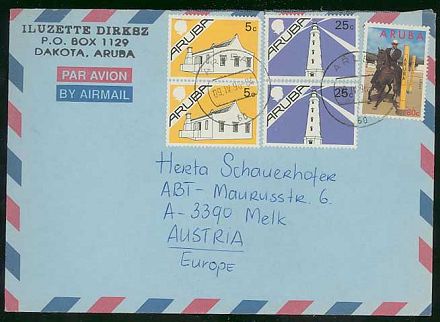 ILUZETTE DIRKSZ
P.O. BOX 1129
DAKOTA, ARUBA
PAR AVION
BY AIRMAIL
5c
ARUBA
5c
ARUBA
25c
ARUBA
25c
ARUBA
ARUBA
80c
Herta Schauerhofer
ABT-Maurusstr. 6.
A-3390 Melk
AUSTRIA
Europe